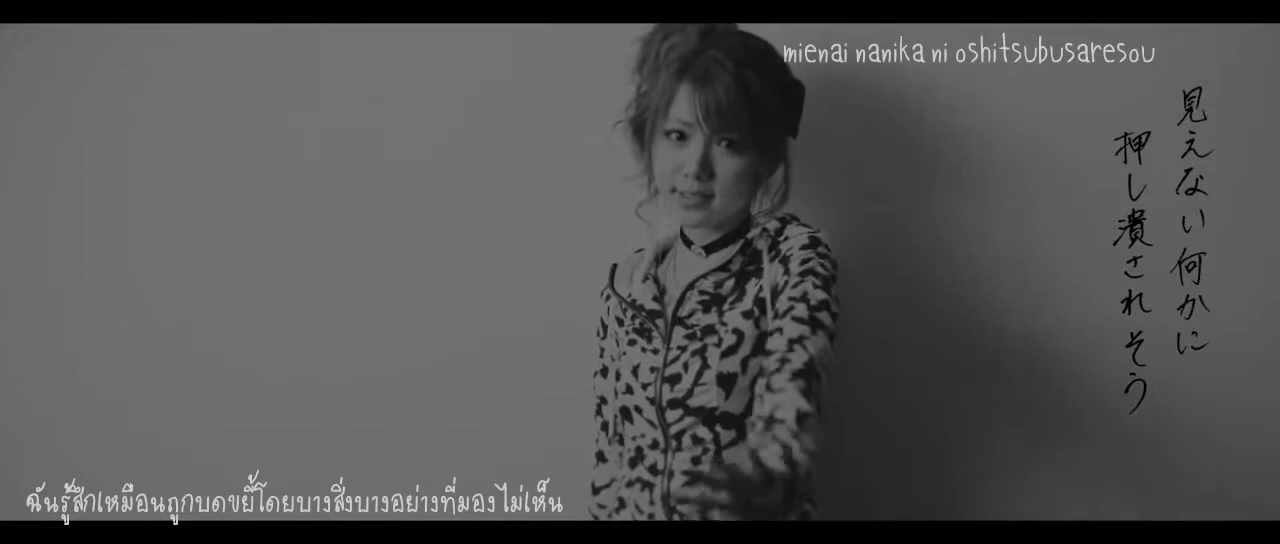 mienai nanika ni oshitsubusaresou
見えない何かに
押し潰されそう
ฉันรู้สึกเหมือนถูกบดขยี้โดยบางสิ่งบางอย่างที่มองไม่เห็น